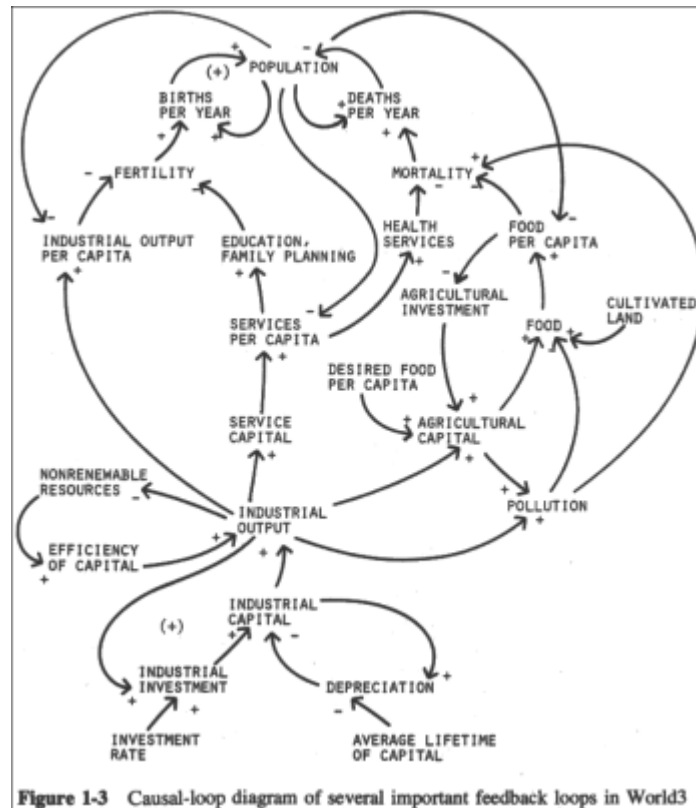 POPULATION
(+)
BIRTHS
PER YEAR
DEATHS
PER YEAR
FERTILITY
MORTALITY
INDUSTRIAL OUTPUT
PER CAPITA
EDUCATION,
FAMILY PLANNING
HEALTH
SERVICES
FOOD
PER CAPITA
AGRICULTURAL
INVESTMENT
CULTIVATED
LAND
SERVICES
PER CAPITA
FOOD
DESIRED FOOD
PER CAPITA
SERVICE
CAPITAL
AGRICULTURAL
CAPITAL
NONRENEWABLE
RESOURCES
INDUSTRIAL
OUTPUT
POLLUTION
EFFICIENCY
OF CAPITAL
INDUSTRIAL
CAPITAL
(+)
INDUSTRIAL
INVESTMENT
DEPRECIATION
INVESTMENT
RATE
AVERAGE LIFETIME
OF CAPITAL
Figure 1-3 Causal-loop diagram of several important feedback loops in World3